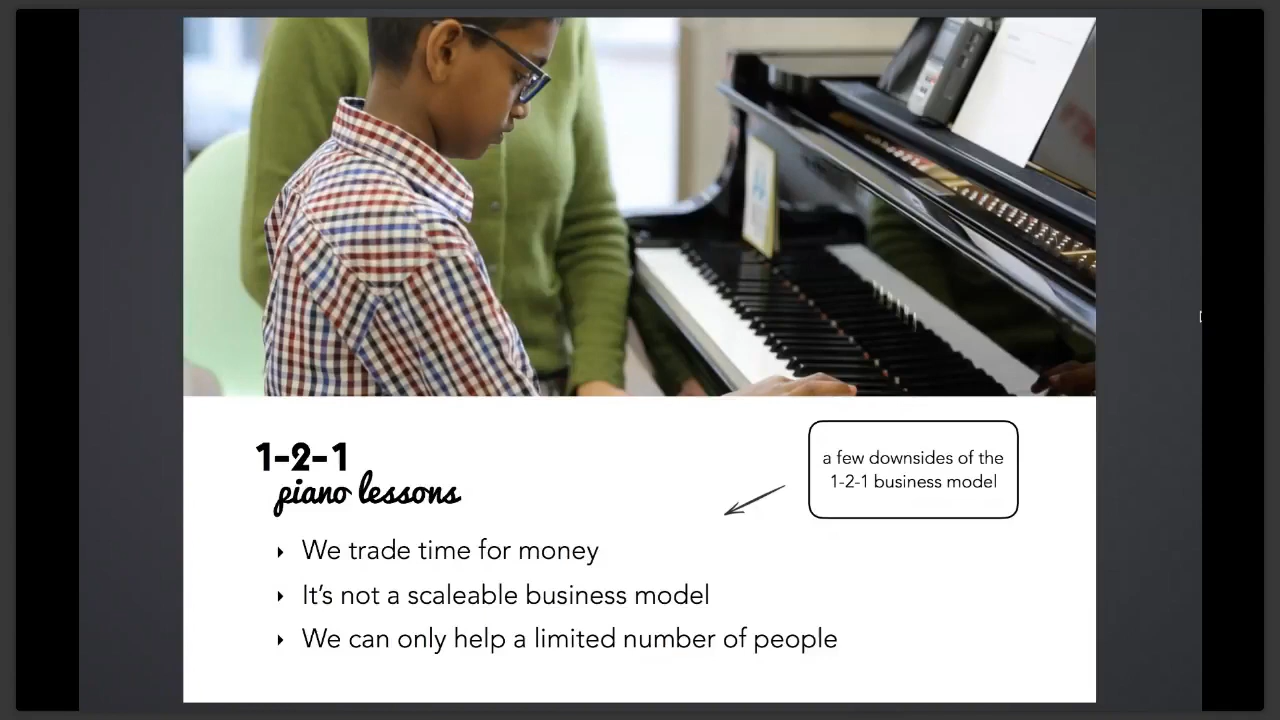 1-2-1
piano lessons
a few downsides of the
1-2-1 business model
We trade time for money
It's not a scaleable business model
We can only help a limited number of people